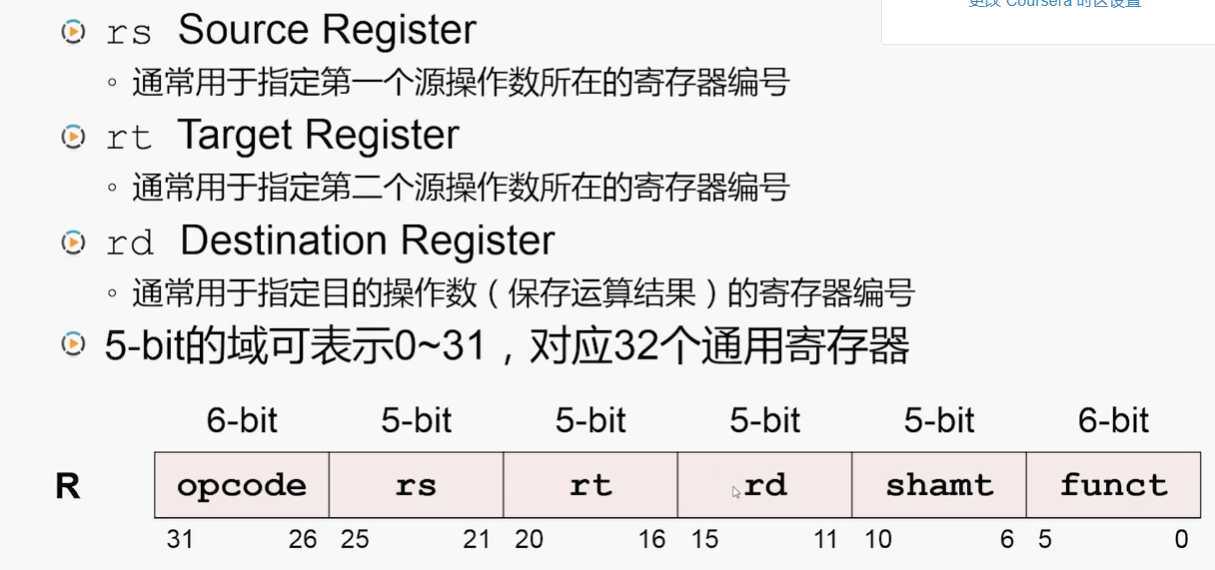 更改 Coursera 时区设置
rs Source Register
通常用于指定第一个源操作数所在的寄存器编号
rt Target Register
通常用于指定第二个源操作数所在的寄存器编号
rd Destination Register
通常用于指定目的操作数（保存运算结果）的寄存器编号
5-bit的域可表示0~31，对应32个通用寄存器
6-bit 5-bit 5-bit 5-bit 5-bit 6-bit
R opcode rs rt rd shamt funct
31 26 25 21 20 16 15 11 10 6 5 0